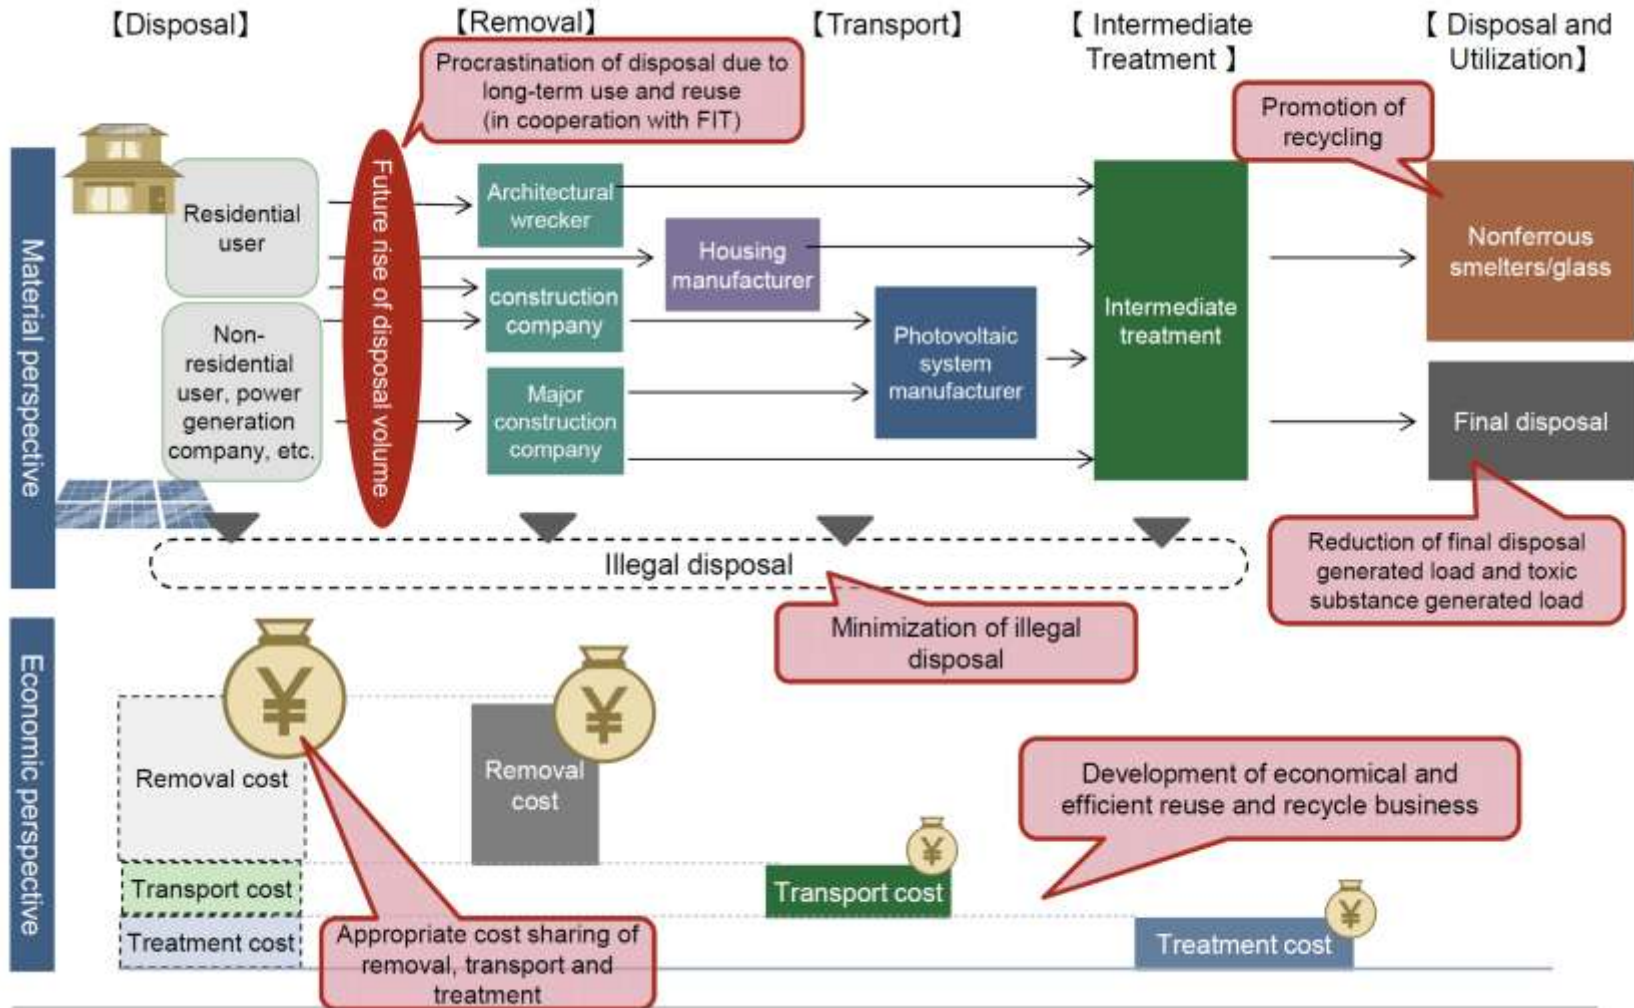 【Disposal】
【Removal】
【Transport】
【 Intermediate
Treatment 】
【 Disposal and
Utilization】
Procrastination of disposal due to
long-term use and reuse
(in cooperation with FIT)
Promotion of
recycling
Material perspective
Residential
user
Non-
residential
user, power
generation
company, etc.
Future rise of disposal volume
Architectural
wrecker
Housing
manufacturer
construction
company
Major
construction
company
Photovoltaic
system
manufacturer
Intermediate
treatment
Nonferrous
smelters/glass
Final disposal
Illegal disposal
Reduction of final disposal
generated load and toxic
substance generated load
Minimization of illegal
disposal
Economic perspective
¥
¥
Removal cost
Removal
cost
Development of economical and
efficient reuse and recycle business
¥
Transport cost
Transport cost
¥
Treatment cost
Appropriate cost sharing of
removal, transport and
treatment
Treatment cost